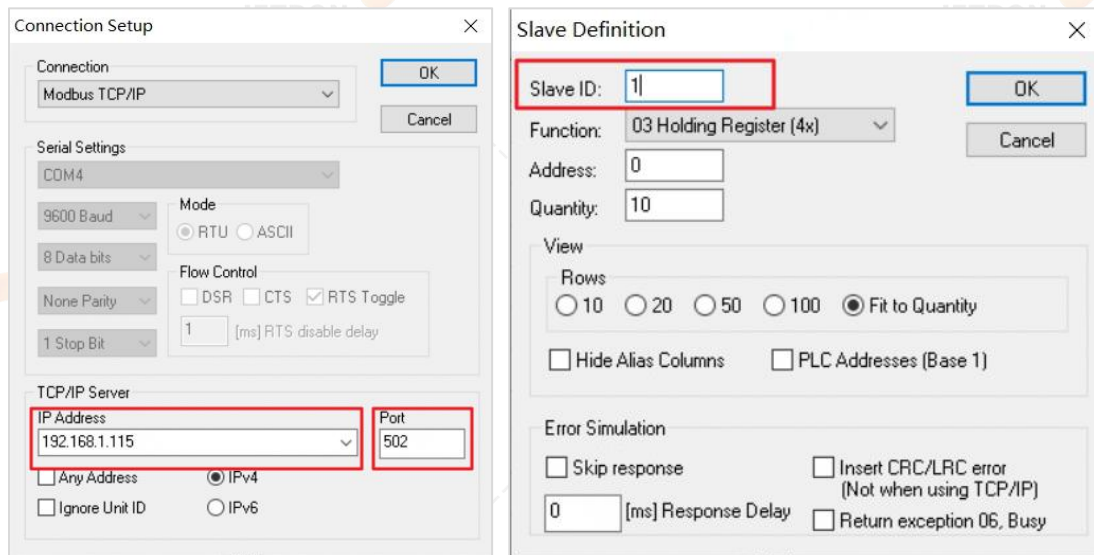 Connection Setup
Connection
OK
Modbus TCP/IP
Cancel
Serial Settings
COM4
9600 Baud
Mode
RTU
ASCII
8 Data bits
Flow Control
None Parity
DSR
CTS
RTS Toggle
1
[ms] RTS disable delay
1 Stop Bit
TCP/IP Server
IP Address
Port
192.168.1.115
502
Any Address
IPv4
Ignore Unit ID
IPv6
Slave Definition
Slave ID:
1
OK
Function:
03 Holding Register (4x)
Cancel
Address:
0
Quantity:
10
View
Rows
10
20
50
100
Fit to Quantity
Hide Alias Columns
PLC Addresses (Base 1)
Error Simulation
Skip response
Insert CRC/LRC error
(Not when using TCP/IP)
0
[ms] Response Delay
Return exception 06, Busy